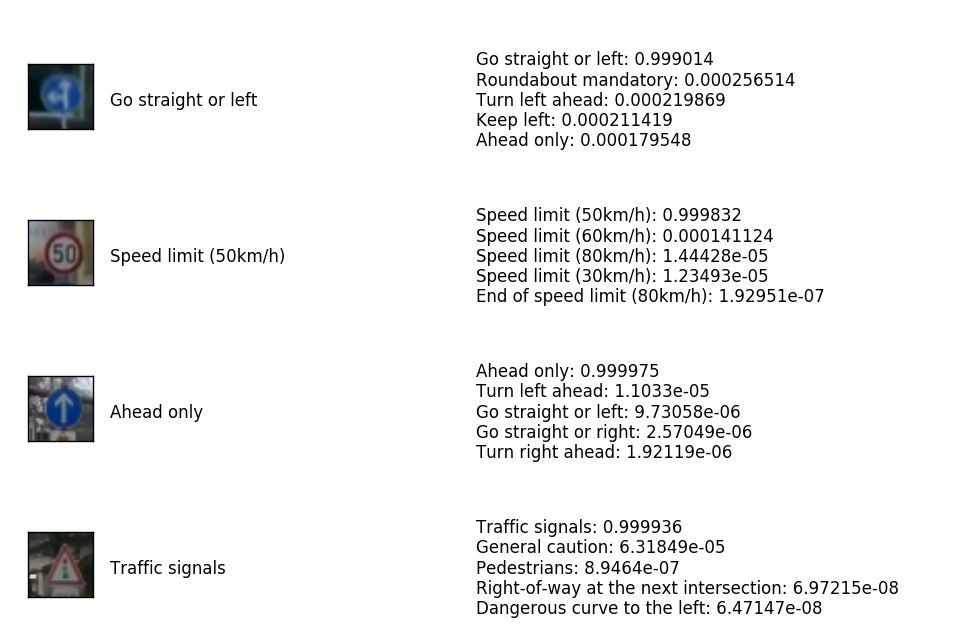 Go straight or left
Go straight or left: 0.999014
Roundabout mandatory: 0.000256514
Turn left ahead: 0.000219869
Keep left: 0.000211419
Ahead only: 0.000179548
50
Speed limit (50km/h)
Speed limit (50km/h): 0.999832
Speed limit (60km/h): 0.000141124
Speed limit (80km/h): 1.44428e-05
Speed limit (30km/h): 1.23493e-05
End of speed limit (80km/h): 1.92951e-07
Ahead only
Ahead only: 0.999975
Turn left ahead: 1.1033e-05
Go straight or left: 9.73058e-06
Go straight or right: 2.57049e-06
Turn right ahead: 1.92119e-06
Traffic signals
Traffic signals: 0.999936
General caution: 6.31849e-05
Pedestrians: 8.9464e-07
Right-of-way at the next intersection: 6.97215e-08
Dangerous curve to the left: 6.47147e-08